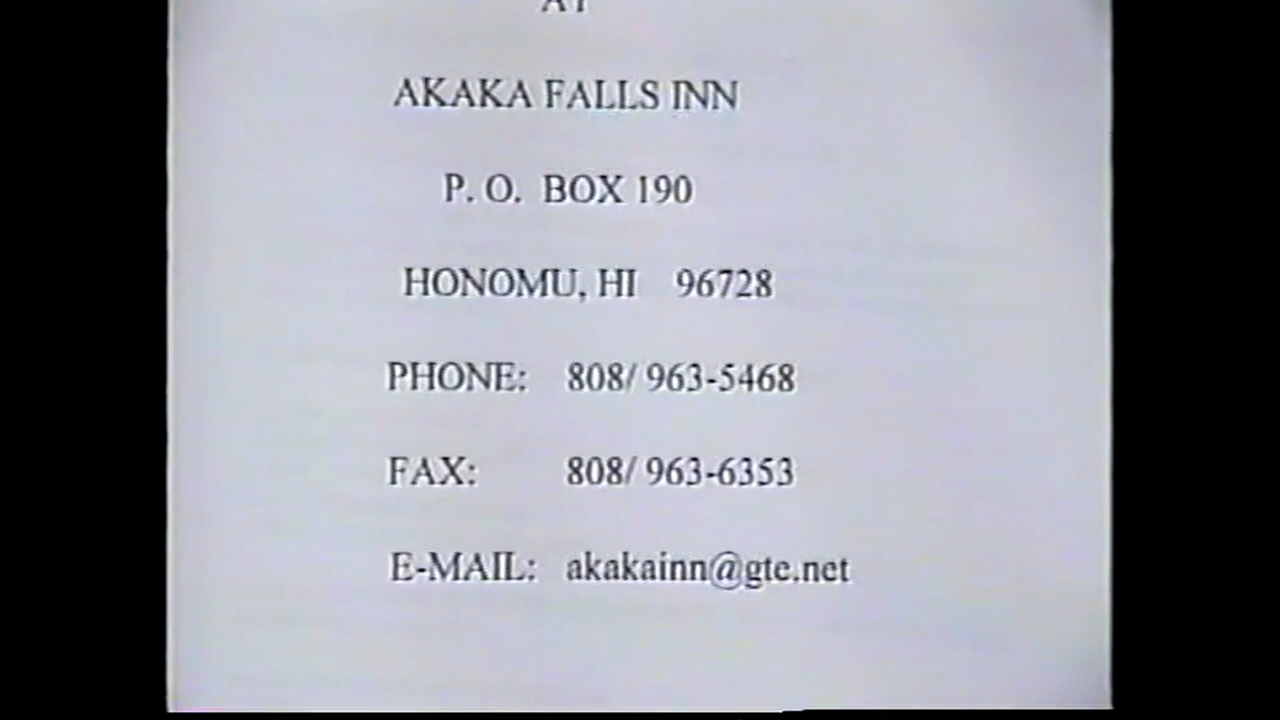 AT
AKAKA FALLS INN
P. O. BOX 190
HONOMU, HI 96728
PHONE: 808/ 963-5468
FAX: 808/ 963-6353
E-MAIL: akakainn@gte.net